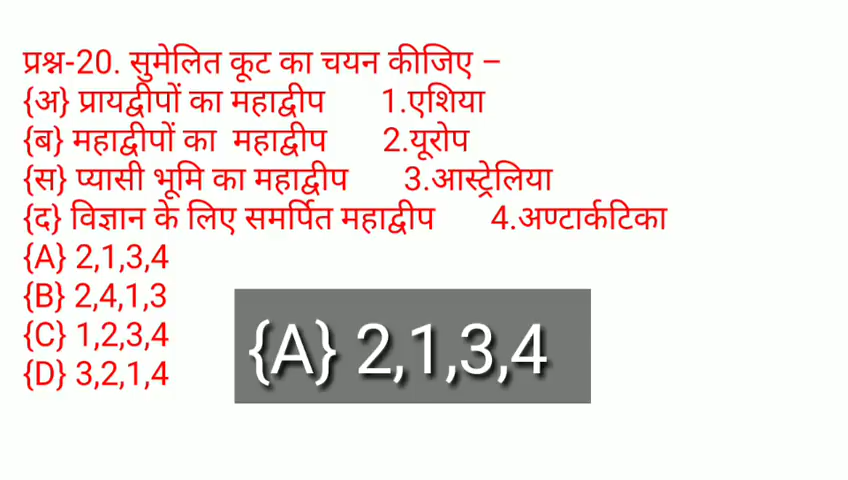 प्रश्न-20. सुमेलित कूट का चयन कीजिए –
{अ} प्रायद्वीपों का महाद्वीप 1.एशिया
{ब} महाद्वीपों का महाद्वीप 2.यूरोप
{स} प्यासी भूमि का महाद्वीप 3.आस्ट्रेलिया
{द} विज्ञान के लिए समर्पित महाद्वीप 4.अण्टार्कटिका
{A} 2,1,3,4
{B} 2,4,1,3
{C} 1,2,3,4
{D} 3,2,1,4
{A} 2,1,3,4